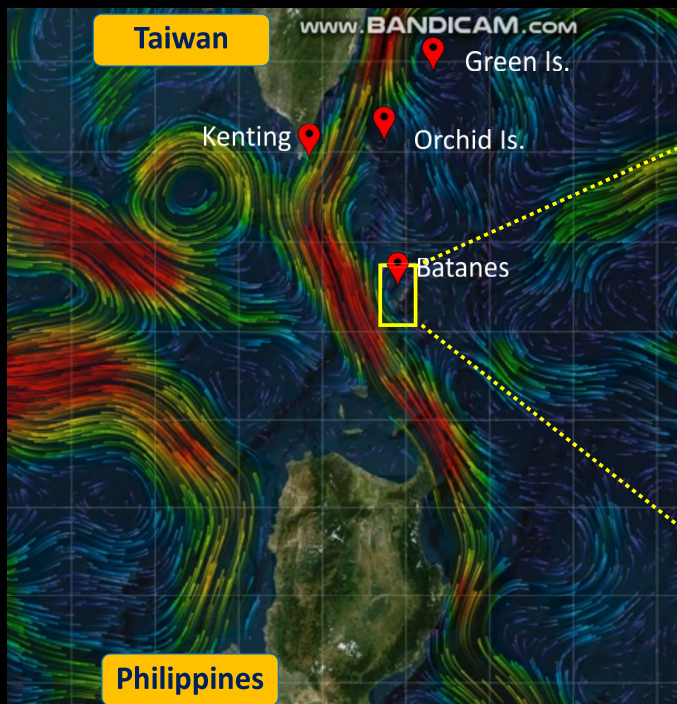 www.BANDICAM.com
Taiwan
Green Is.
Kenting
Orchid Is.
Batanes
Philippines